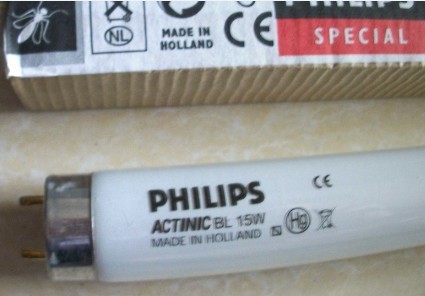 NL
MADE IN
HOLLAND
CE
PHILIPS
SPECIAL
PHILIPS
CE
ACTINIC BL 15W
Hg
MADE IN HOLLAND